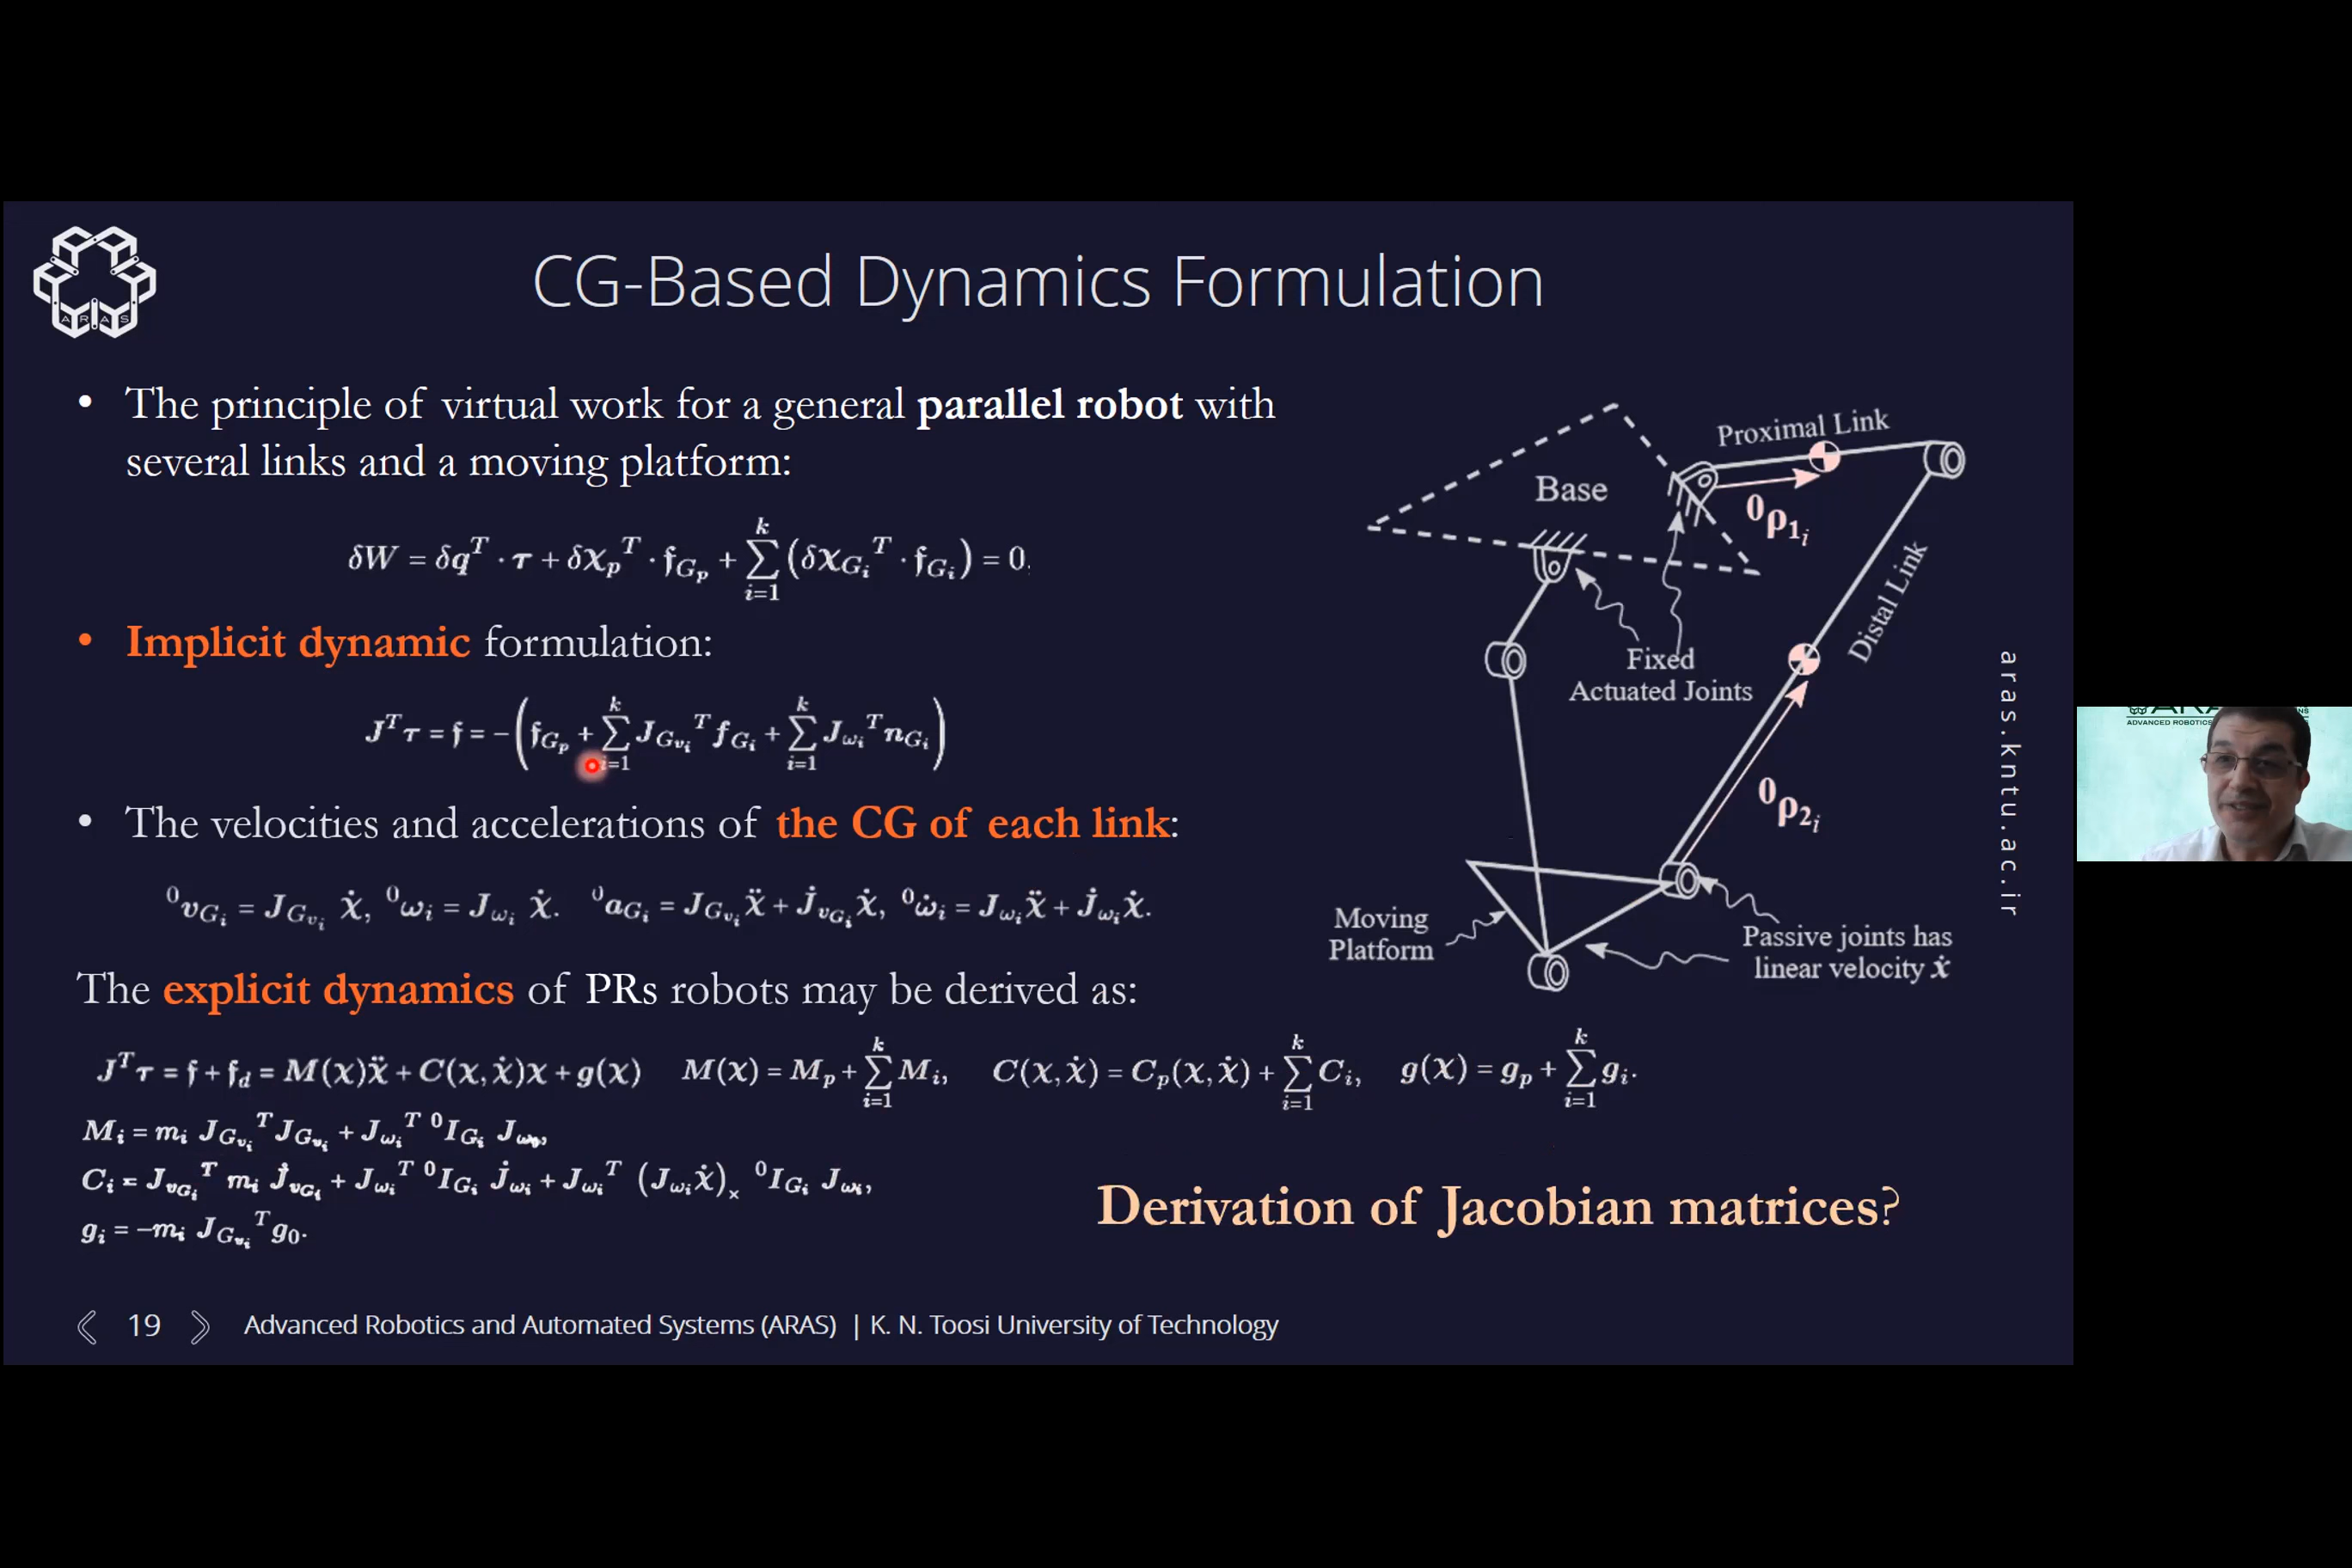 CG-Based Dynamics Formulation
A R A S
• The principle of virtual work for a general parallel robot with
several links and a moving platform:
δW = δq^T · τ + δχ_p^T · 𝔣_{G_p} + ∑_{i=1}^{k} (δχ_{G_i}^T · 𝔣_{G_i}) = 0.
• Implicit dynamic formulation:
J^T τ = 𝔣 = −(𝔣_{G_p} + ∑_{i=1}^{k} J_{G_{v_i}}^T f_{G_i} + ∑_{i=1}^{k} J_{ω_i}^T n_{G_i})
• The velocities and accelerations of the CG of each link:
^0v_{G_i} = J_{G_{v_i}} χ̇, ^0ω_i = J_{ω_i} χ̇. ^0a_{G_i} = J_{G_{v_i}} χ̈ + J̇_{v_{G_i}} χ̇, ^0ω̇_i = J_{ω_i} χ̈ + J̇_{ω_i} χ̇.
The explicit dynamics of PRs robots may be derived as:
J^T τ = 𝔣 + 𝔣_d = M(χ)χ̈ + C(χ, χ̇)χ + g(χ) M(χ) = M_p + ∑_{i=1}^{k} M_i, C(χ, χ̇) = C_p(χ, χ̇) + ∑_{i=1}^{k} C_i, g(χ) = g_p + ∑_{i=1}^{k} g_i.
M_i = m_i J_{G_{v_i}}^T J_{G_{v_i}} + J_{ω_i}^T ^0I_{G_i} J_{ω_i},
C_i = J_{v_{G_i}}^T m_i J̇_{v_{G_i}} + J_{ω_i}^T ^0I_{G_i} J̇_{ω_i} + J_{ω_i}^T (J_{ω_i} χ̇)_× ^0I_{G_i} J_{ω_i},
g_i = −m_i J_{G_{v_i}}^T g_0.
Derivation of Jacobian matrices?
Proximal Link
Base
^0ρ_{1_i}
Distal Link
Fixed
Actuated Joints
^0ρ_{2_i}
Moving
Platform
Passive joints has
linear velocity ẋ
aras.kntu.ac.ir
19
Advanced Robotics and Automated Systems (ARAS) | K. N. Toosi University of Technology
ADVANCED ROBOTICS